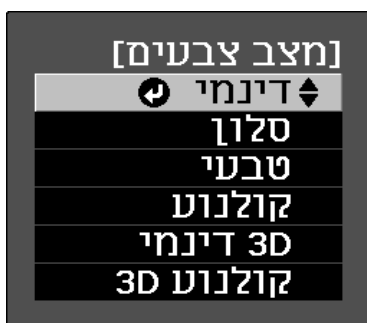 [מצב צבעים]
דינמי
סלון
טבעי
קולנוע
3D דינמי
קולנוע 3D